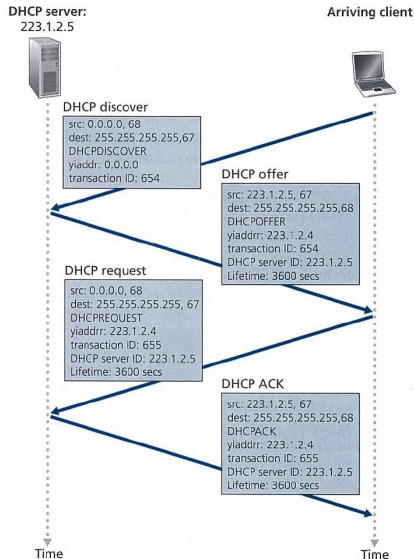 DHCP server:
223.1.2.5
Arriving client
DHCP discover
src: 0.0.0.0, 68
dest: 255.255.255.255,67
DHCPDISCOVER
yiaddr: 0.0.0.0
transaction ID: 654
DHCP offer
src: 223.1.2.5, 67
dest: 255.255.255.255,68
DHCPOFFER
yiaddrr: 223.1.2.4
transaction ID: 654
DHCP server ID: 223.1.2.5
Lifetime: 3600 secs
DHCP request
src: 0.0.0.0, 68
dest: 255.255.255.255, 67
DHCPREQUEST
yiaddrr: 223.1.2.4
transaction ID: 655
DHCP server ID: 223.1.2.5
Lifetime: 3600 secs
DHCP ACK
src: 223.1.2.5, 67
dest: 255.255.255.255,68
DHCPACK
yiaddrr: 223.1.2.4
transaction ID: 655
DHCP server ID: 223.1.2.5
Lifetime: 3600 secs
Time
Time